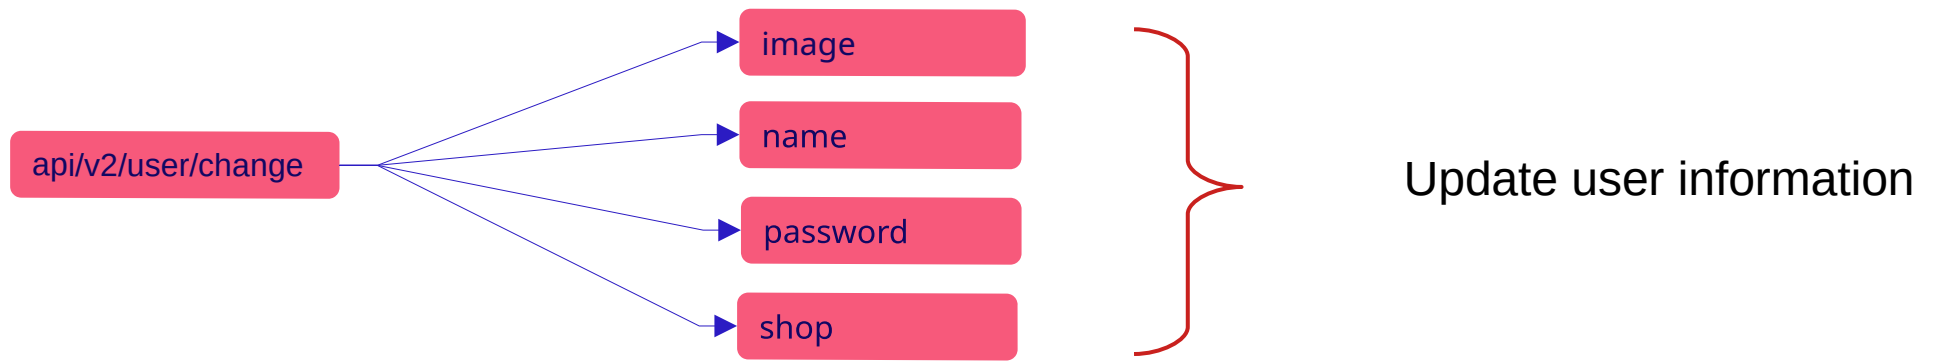 image
name
api/v2/user/change
password
shop
Update user information